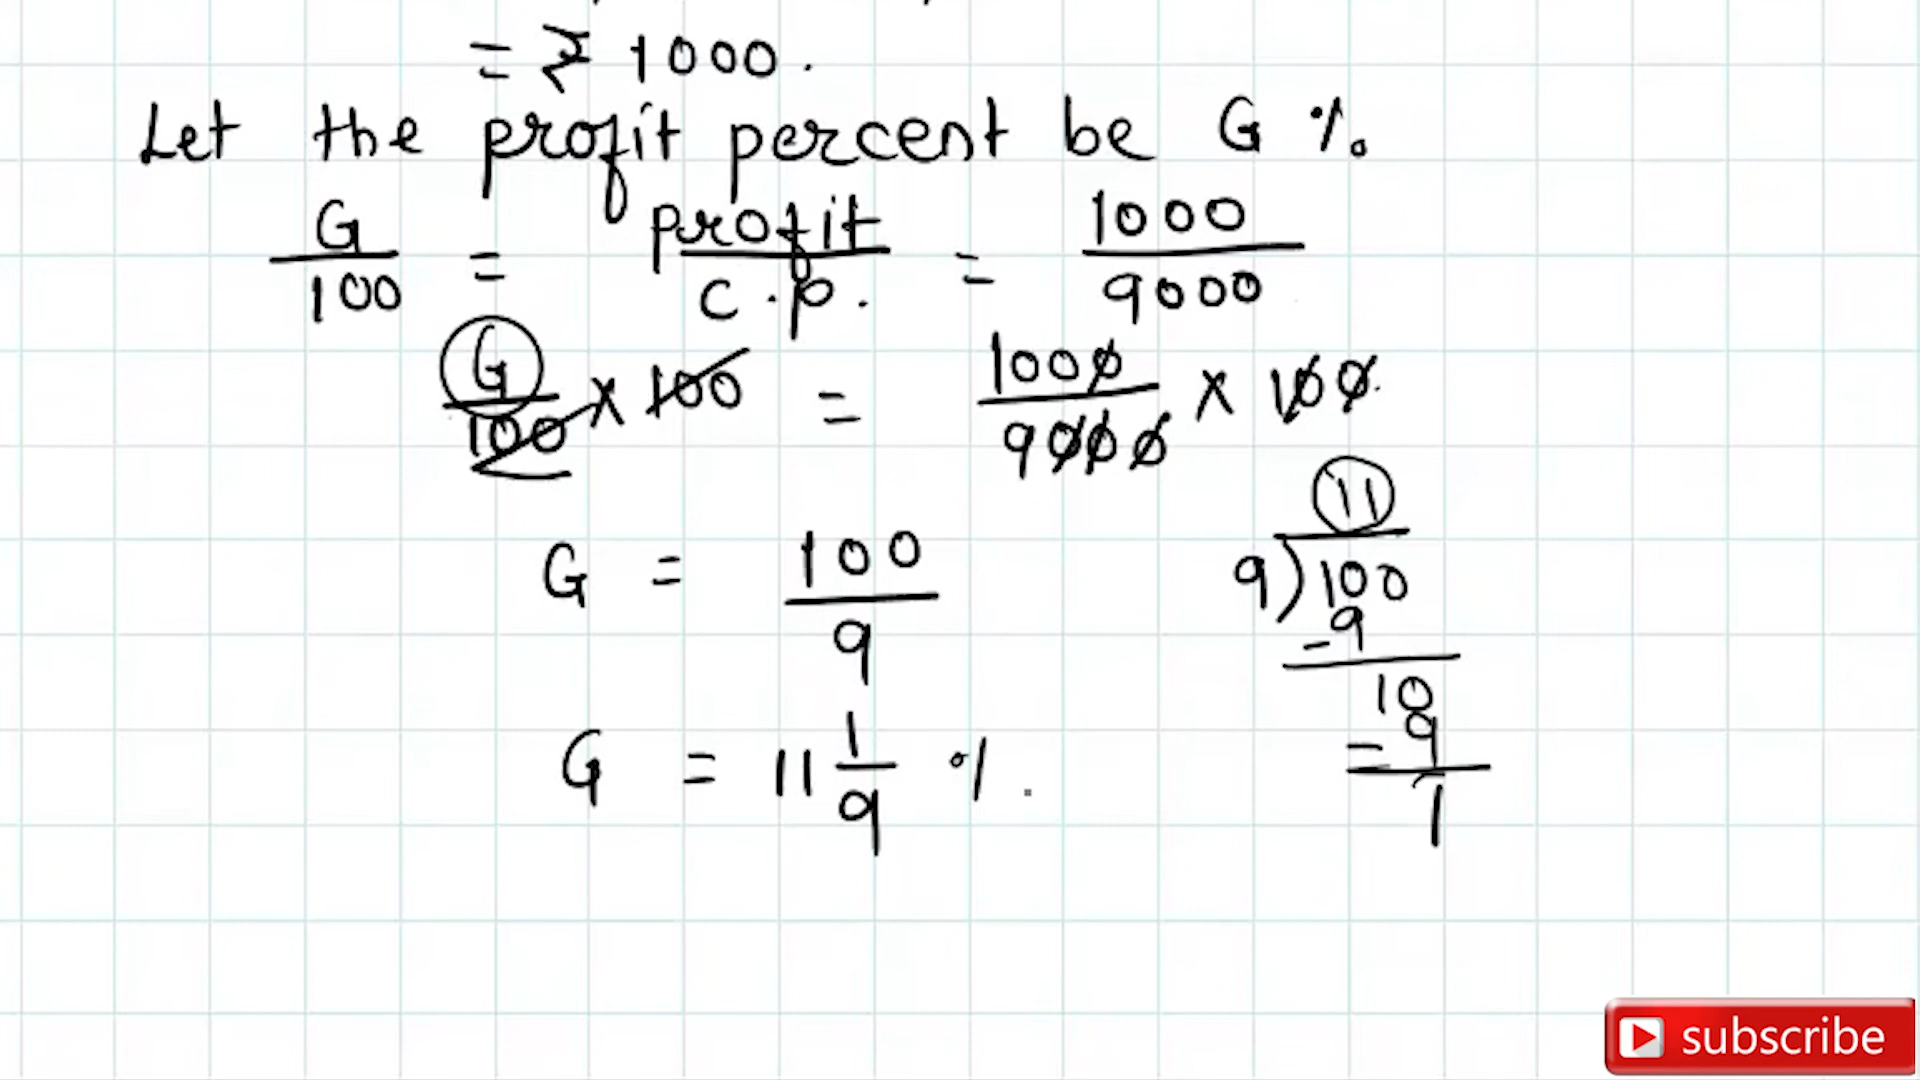 = ₹ 1000.
Let the profit percent be G %.
G/100 = profit/C.P. = 1000/9000
G/100 × 100 = 1000/9000 × 100.
G = 100/9
11
9)100
-9
10
-9
1
G = 11 1/9 %.
subscribe